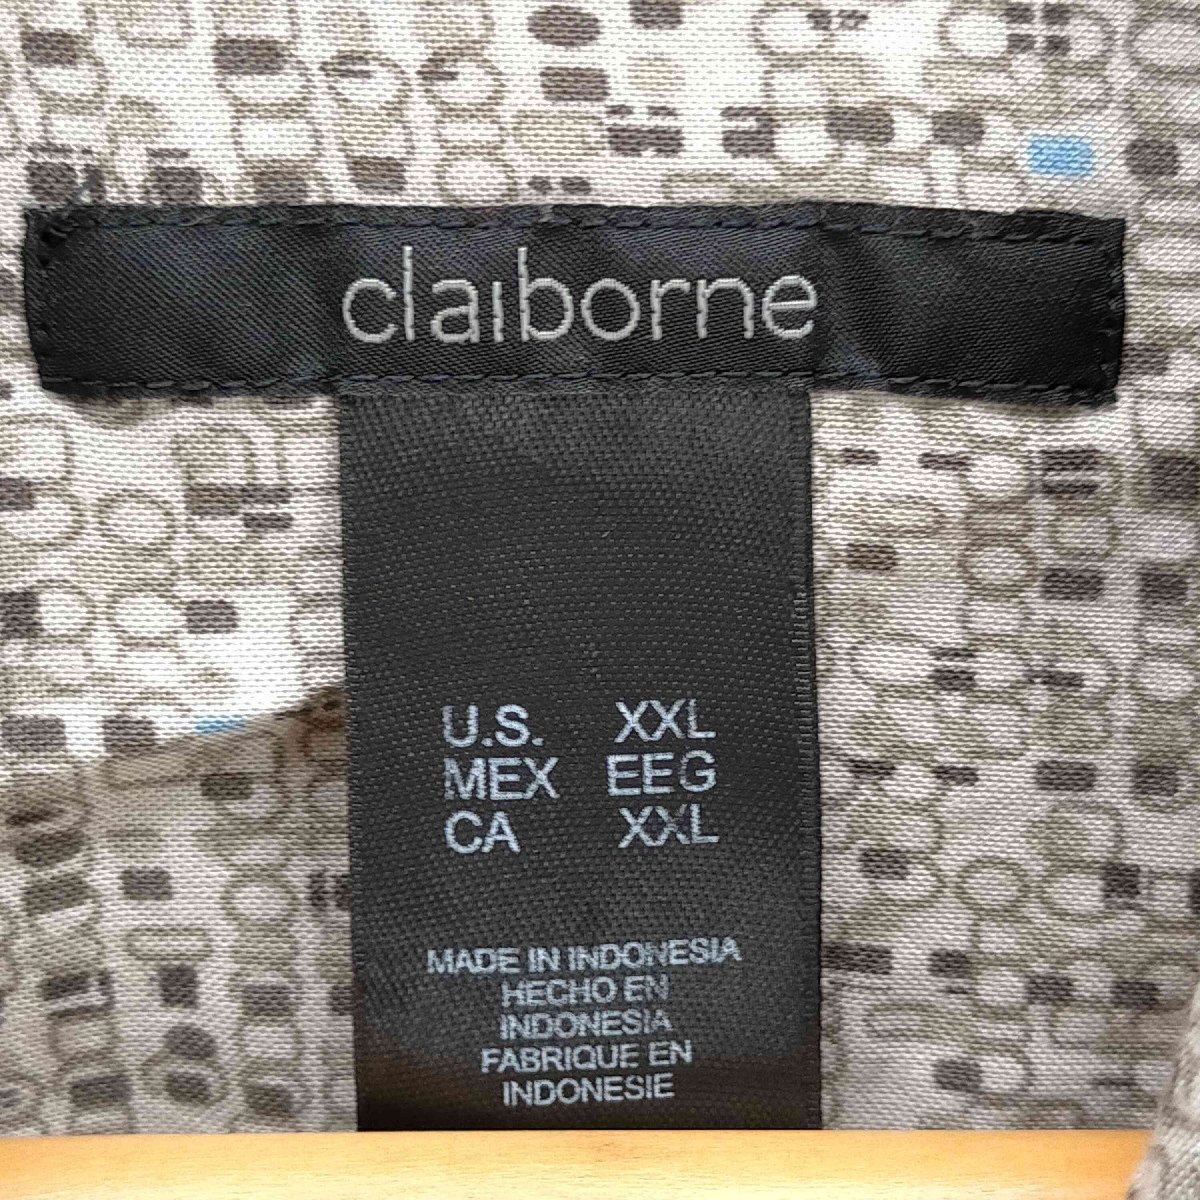 claiborne
U.S. XXL
MEX EEG
CA XXL
MADE IN INDONESIA
HECHO EN
INDONESIA
FABRIQUE EN
INDONESIE